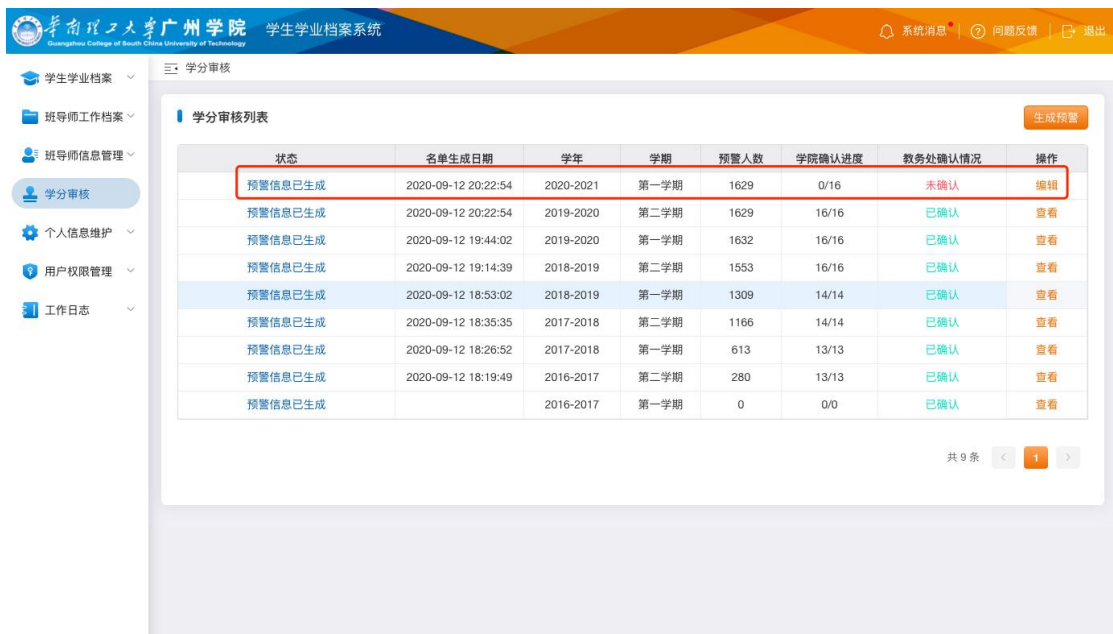 华南理工大学广州学院 学生学业档案系统 系统消息 | 问题反馈 | 退出
Guangzhou College of South China University of Technology
学生学业档案
班导师工作档案
班导师信息管理
学分审核
个人信息维护
用户权限管理
工作日志
学分审核
学分审核列表 生成预警
状态 名单生成日期 学年 学期 预警人数 学院确认进度 教务处确认情况 操作
预警信息已生成 2020-09-12 20:22:54 2020-2021 第一学期 1629 0/16 未确认 编辑
预警信息已生成 2020-09-12 20:22:54 2019-2020 第二学期 1629 16/16 已确认 查看
预警信息已生成 2020-09-12 19:44:02 2019-2020 第一学期 1632 16/16 已确认 查看
预警信息已生成 2020-09-12 19:14:39 2018-2019 第二学期 1553 16/16 已确认 查看
预警信息已生成 2020-09-12 18:53:02 2018-2019 第一学期 1309 14/14 已确认 查看
预警信息已生成 2020-09-12 18:35:35 2017-2018 第二学期 1166 14/14 已确认 查看
预警信息已生成 2020-09-12 18:26:52 2017-2018 第一学期 613 13/13 已确认 查看
预警信息已生成 2020-09-12 18:19:49 2016-2017 第二学期 280 13/13 已确认 查看
预警信息已生成 2016-2017 第一学期 0 0/0 已确认 查看
共 9 条 < 1 >